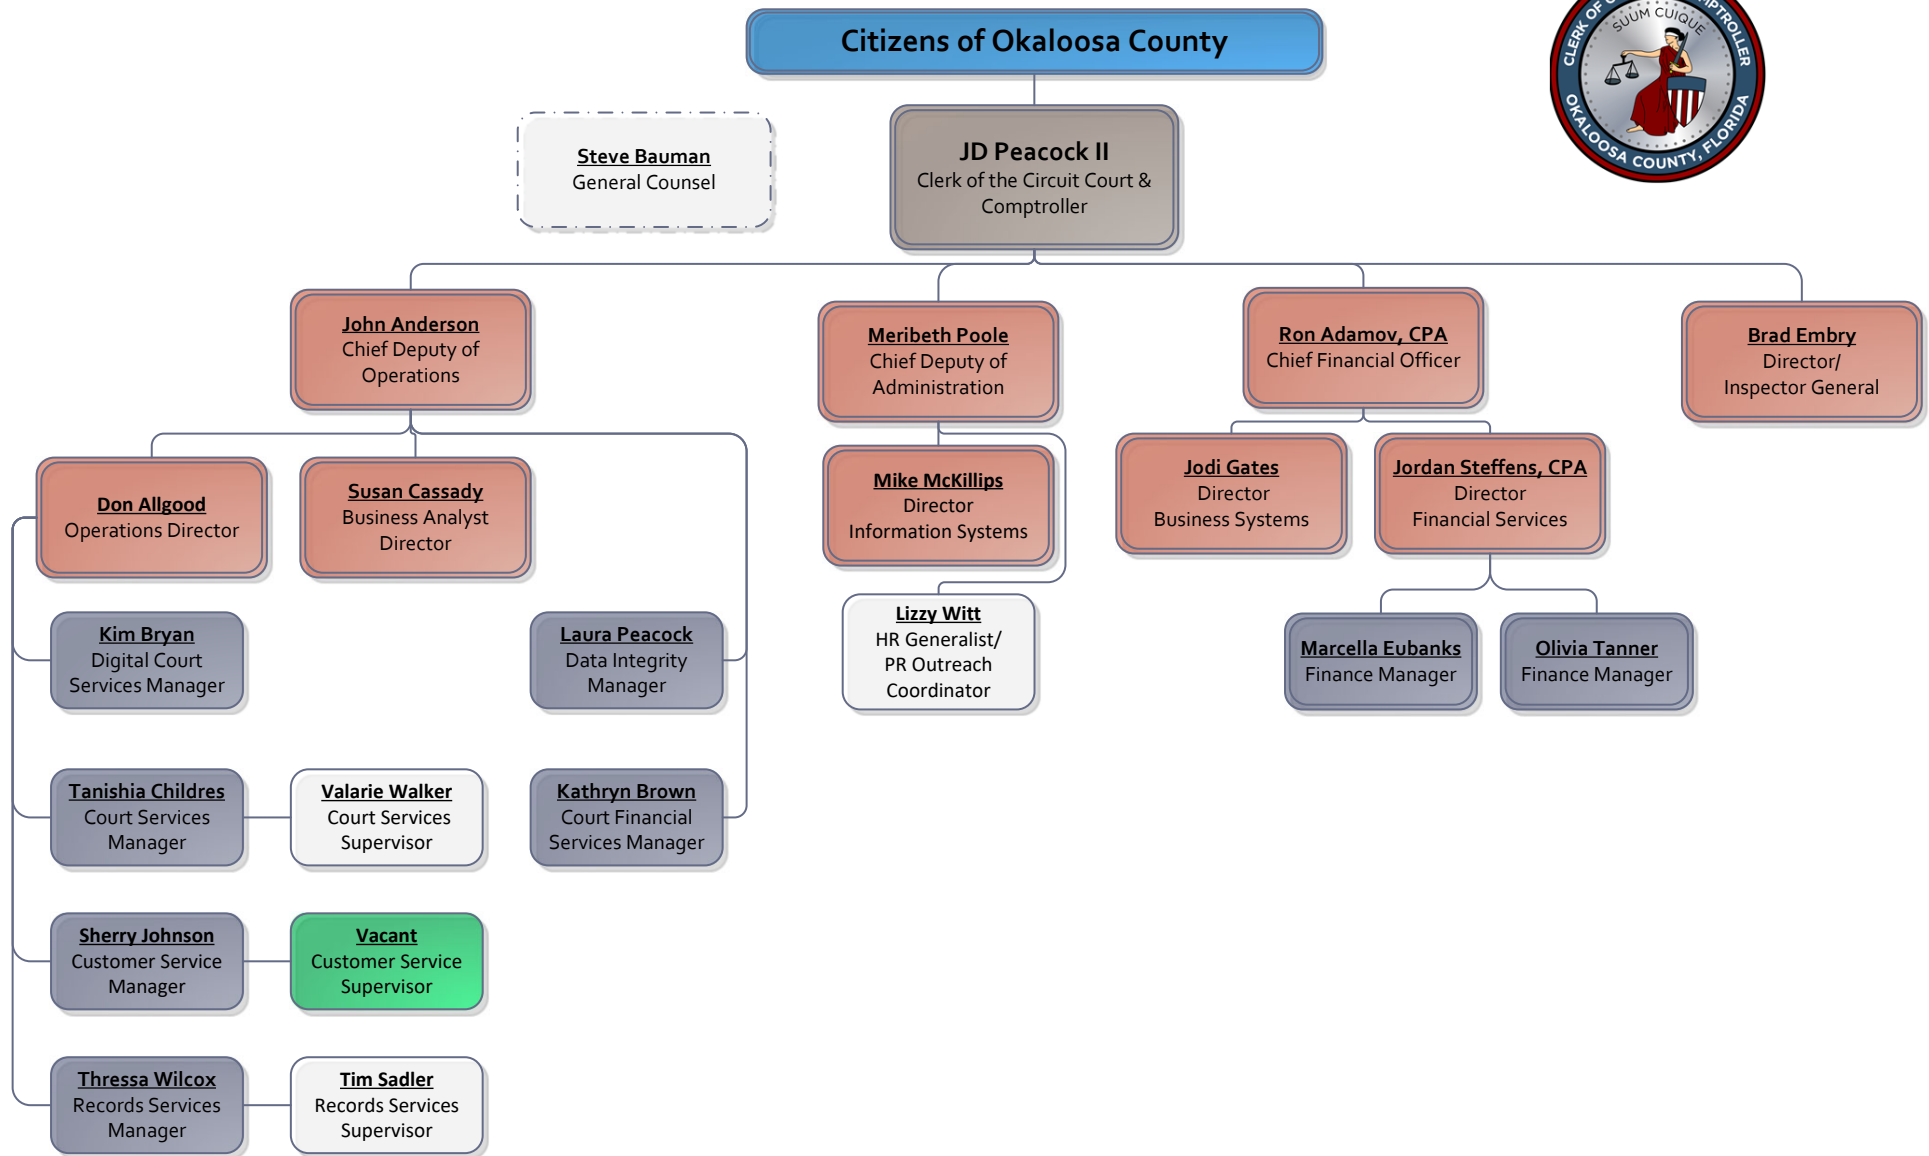 Citizens of Okaloosa County
SUUM CUIQUE
CLERK OF
OKALOOSA COUNTY, FLORIDA
Steve Bauman
General Counsel
JD Peacock II
Clerk of the Circuit Court &
Comptroller
John Anderson
Chief Deputy of
Operations
Meribeth Poole
Chief Deputy of
Administration
Ron Adamov, CPA
Chief Financial Officer
Brad Embry
Director/
Inspector General
Don Allgood
Operations Director
Susan Cassady
Business Analyst
Director
Mike McKillips
Director
Information Systems
Jodi Gates
Director
Business Systems
Jordan Steffens, CPA
Director
Financial Services
Kim Bryan
Digital Court
Services Manager
Laura Peacock
Data Integrity
Manager
Lizzy Witt
HR Generalist/
PR Outreach
Coordinator
Marcella Eubanks
Finance Manager
Olivia Tanner
Finance Manager
Tanishia Childres
Court Services
Manager
Valarie Walker
Court Services
Supervisor
Kathryn Brown
Court Financial
Services Manager
Sherry Johnson
Customer Service
Manager
Vacant
Customer Service
Supervisor
Thressa Wilcox
Records Services
Manager
Tim Sadler
Records Services
Supervisor